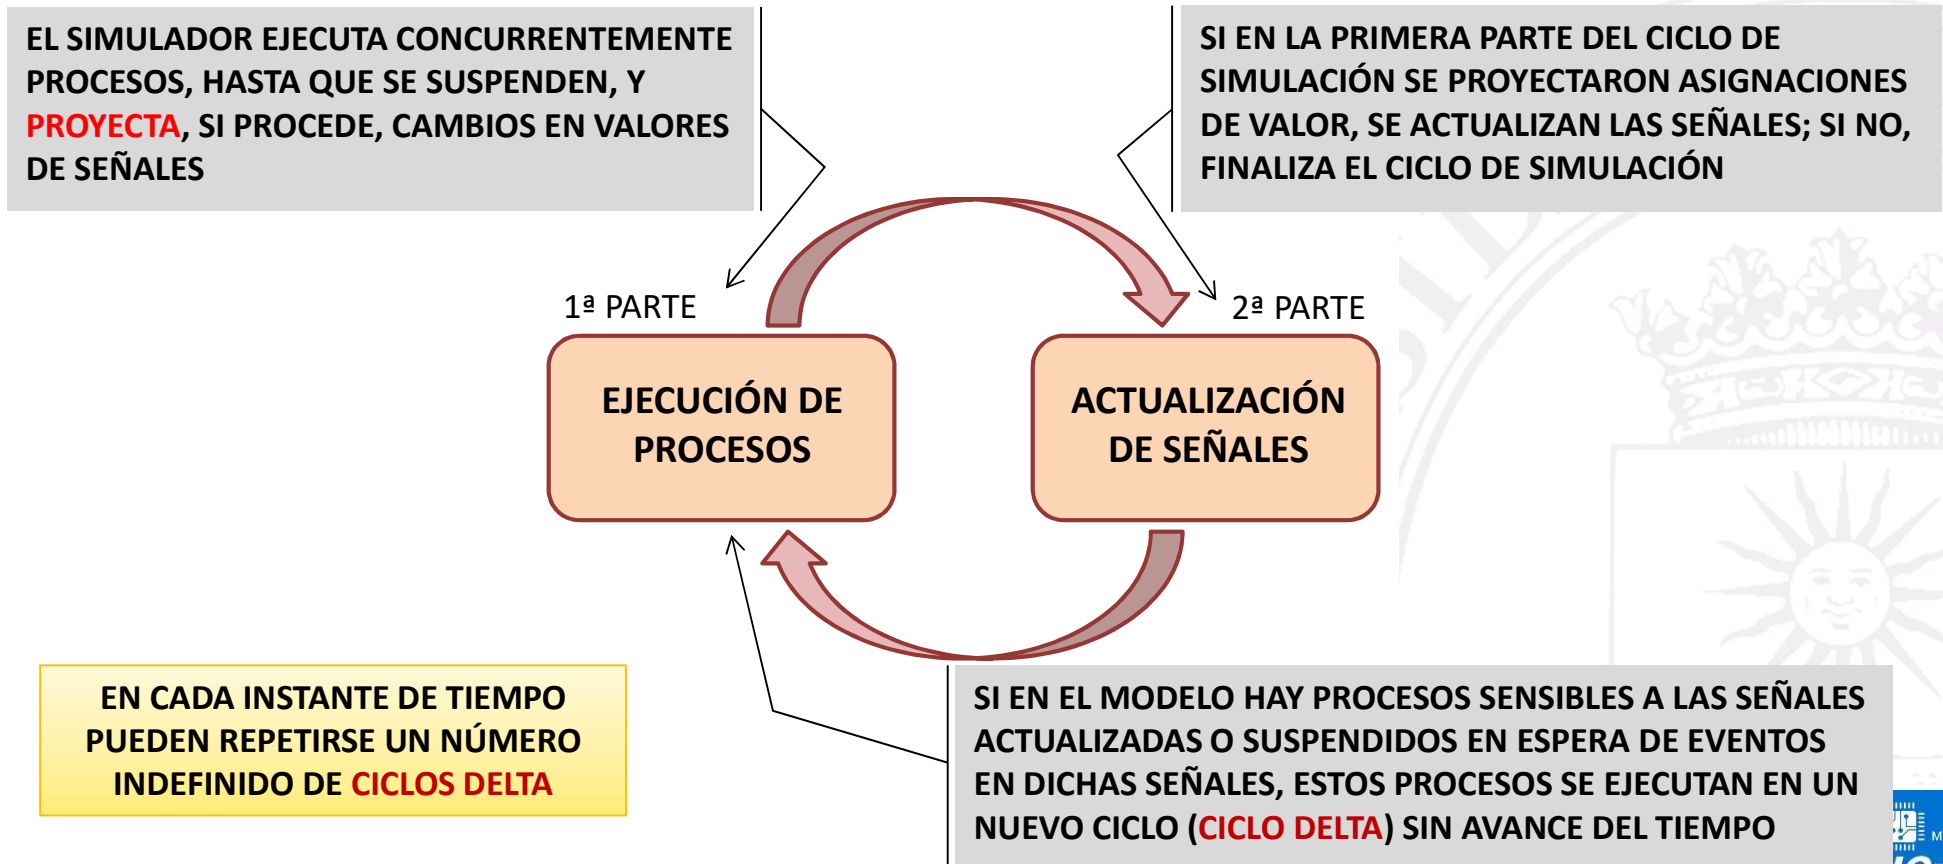 EL SIMULADOR EJECUTA CONCURRENTEMENTE
PROCESOS, HASTA QUE SE SUSPENDEN, Y
PROYECTA, SI PROCEDE, CAMBIOS EN VALORES
DE SEÑALES
SI EN LA PRIMERA PARTE DEL CICLO DE
SIMULACIÓN SE PROYECTARON ASIGNACIONES
DE VALOR, SE ACTUALIZAN LAS SEÑALES; SI NO,
FINALIZA EL CICLO DE SIMULACIÓN
1ª PARTE
2ª PARTE
EJECUCIÓN DE
PROCESOS
ACTUALIZACIÓN
DE SEÑALES
EN CADA INSTANTE DE TIEMPO
PUEDEN REPETIRSE UN NÚMERO
INDEFINIDO DE CICLOS DELTA
SI EN EL MODELO HAY PROCESOS SENSIBLES A LAS SEÑALES
ACTUALIZADAS O SUSPENDIDOS EN ESPERA DE EVENTOS
EN DICHAS SEÑALES, ESTOS PROCESOS SE EJECUTAN EN UN
NUEVO CICLO (CICLO DELTA) SIN AVANCE DEL TIEMPO